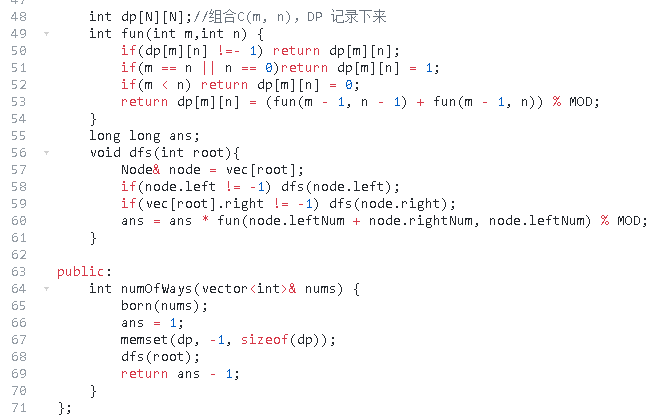 48 int dp[N][N];//组合C(m, n), DP 记录下来
49 int fun(int m,int n) {
50 if(dp[m][n] !=- 1) return dp[m][n];
51 if(m == n || n == 0)return dp[m][n] = 1;
52 if(m < n) return dp[m][n] = 0;
53 return dp[m][n] = (fun(m - 1, n - 1) + fun(m - 1, n)) % MOD;
54 }
55 long long ans;
56 void dfs(int root){
57 Node& node = vec[root];
58 if(node.left != -1) dfs(node.left);
59 if(vec[root].right != -1) dfs(node.right);
60 ans = ans * fun(node.leftNum + node.rightNum, node.leftNum) % MOD;
61 }
62
63 public:
64 int numOfWays(vector<int>& nums) {
65 born(nums);
66 ans = 1;
67 memset(dp, -1, sizeof(dp));
68 dfs(root);
69 return ans - 1;
70 }
71 };